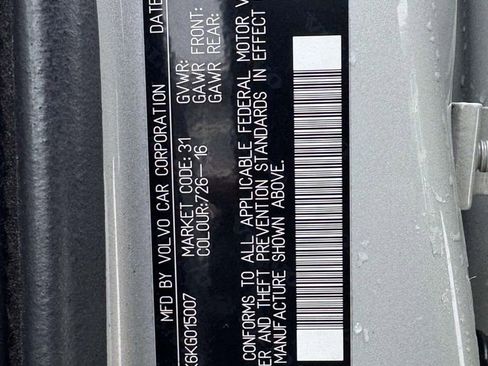 MFD BY VOLVO CAR CORPORATION DATE
GVWR:
GAWR FRONT:
GAWR REAR:
MARKET CODE: 31
COLOUR:726-16
KG015007
CONFORMS TO ALL APPLICABLE FEDERAL MOTOR V
ER AND THEFT PREVENTION STANDARDS IN EFFECT
MANUFACTURE SHOWN ABOVE.